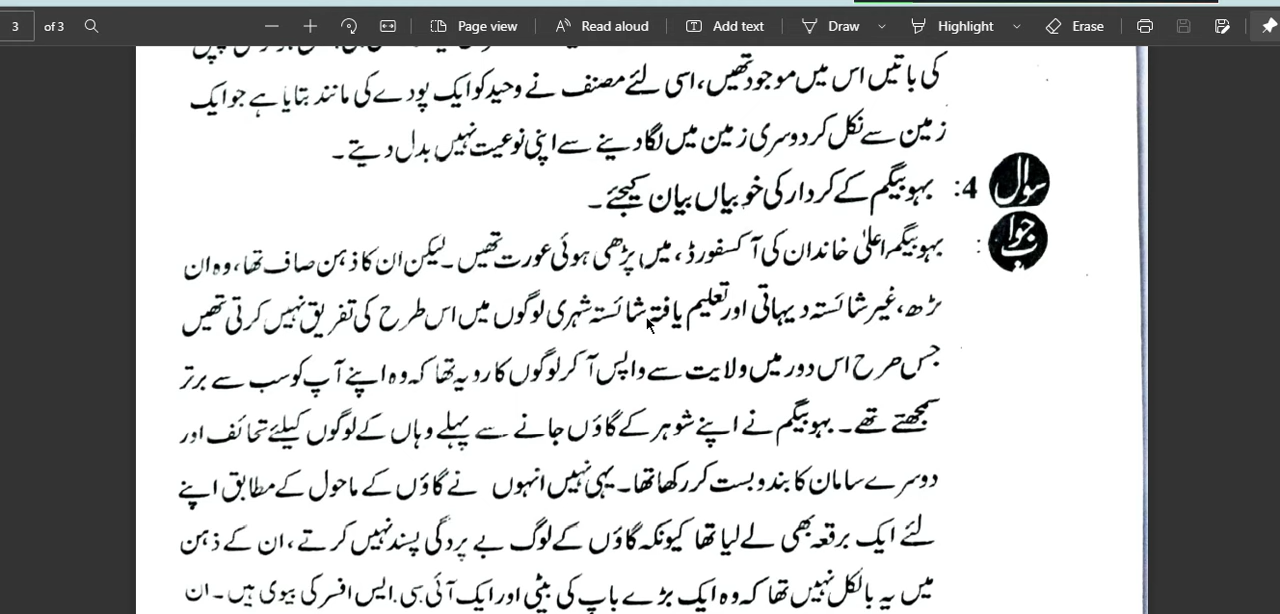 3 of 3 Page view Read aloud Add text Draw Highlight Erase
کی باتیں اس میں موجود تھیں، اسی لئے مصنف نے وحید کو ایک پودے کی مانند بتایا ہے جو ایک
زمین سے نکل کر دوسری زمین میں لگا دینے سے اپنی نوعیت نہیں بدل دیتے ۔
سوال 4: بہو بیگم کے کردار کی خوبیاں بیان کیجئے ۔
جواب : بہو بیگم اعلیٰ خاندان کی آکسفورڈ، میں پڑھی ہوئی عورت تھیں ۔ لیکن ان کا ذہن صاف تھا، وہ ان
پڑھ، غیر شائستہ دیہاتی اور تعلیم یافتہ شائستہ شہری لوگوں میں اس طرح کی تفریق نہیں کرتی تھیں
جس طرح اس دور میں ولایت سے واپس آ کر لوگوں کا رویہ تھا کہ وہ اپنے آپ کو سب سے برتر
سمجھتے تھے ۔ بہو بیگم نے اپنے شوہر کے گاؤں جانے سے پہلے وہاں کے لوگوں کیلئے تحائف اور
دوسرے سامان کا بندوبست کر رکھا تھا ۔ یہی نہیں انہوں نے گاؤں کے ماحول کے مطابق اپنے
لئے ایک برقعہ بھی لے لیا تھا کیونکہ گاؤں کے لوگ بے پردگی پسند نہیں کرتے، ان کے ذہن
میں یہ بالکل نہیں تھا کہ وہ ایک بڑے باپ کی بیٹی اور ایک آئی سی. ایس افسر کی بیوی ہیں ۔ ان